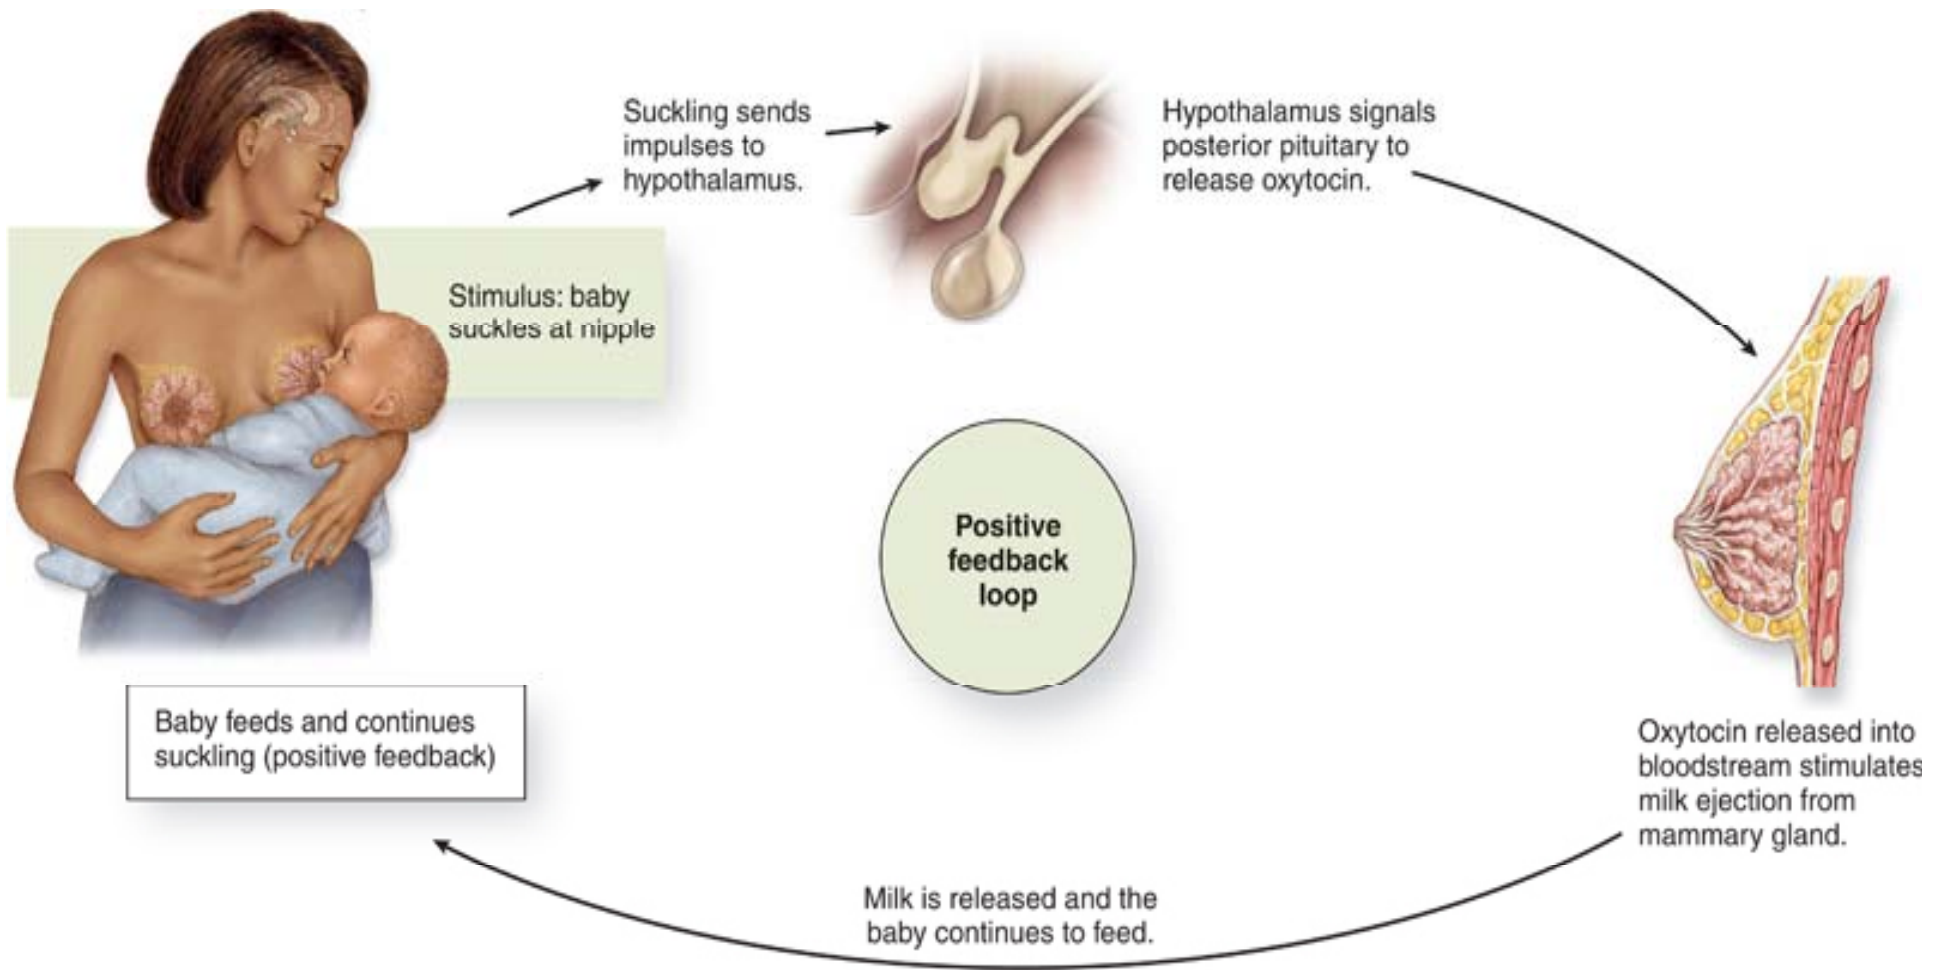 Suckling sends
impulses to
hypothalamus.
Hypothalamus signals
posterior pituitary to
release oxytocin.
Stimulus: baby
suckles at nipple
Positive
feedback
loop
Baby feeds and continues
suckling (positive feedback)
Oxytocin released into
bloodstream stimulates
milk ejection from
mammary gland.
Milk is released and the
baby continues to feed.